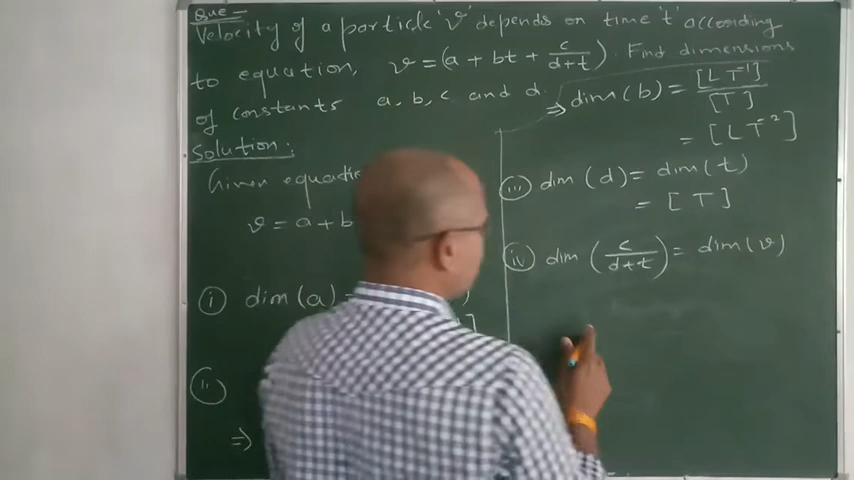 Que -
Velocity of a particle 'v' depends on time 't' according
to equation, v = (a + bt + c/d+t). Find dimensions
of constants a, b, c and d.
Solution:
Given equatio
v = a + b
(i) dim (a)
]
(ii)
⇒
⇒ dim (b) = [L T⁻¹]/[T]
= [L T⁻²]
(iii) dim (d) = dim (t)
= [T]
(iv) dim (c/d+t) = dim (v)